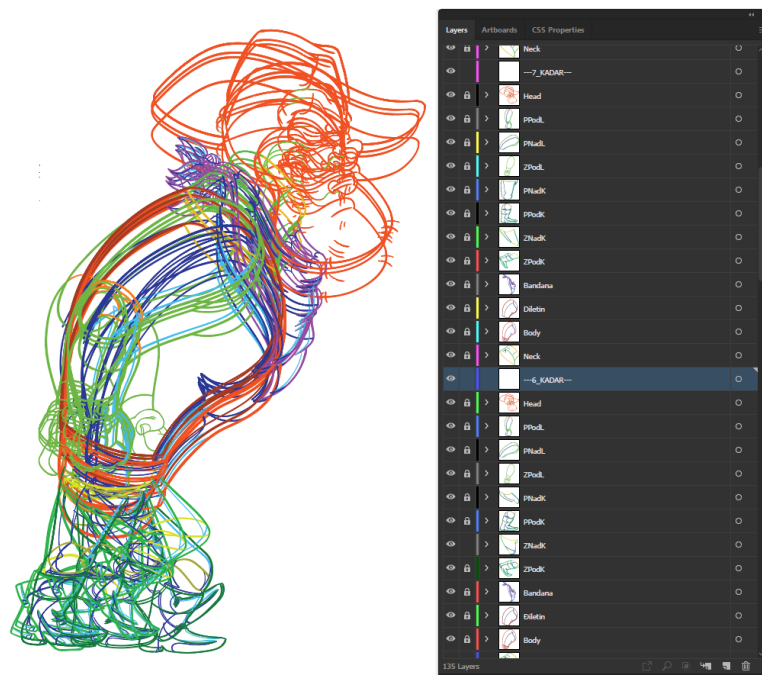 Layers Artboards CSS Properties
Neck
---7_KADAR---
Head
PPodL
PNadL
ZPodL
PNadK
PPodK
ZNadK
ZPodK
Bandana
Diletin
Body
Neck
---6_KADAR---
Head
PPodL
PNadL
ZPodL
PNadK
PPodK
ZNadK
ZPodK
Bandana
Điletin
Body
135 Layers